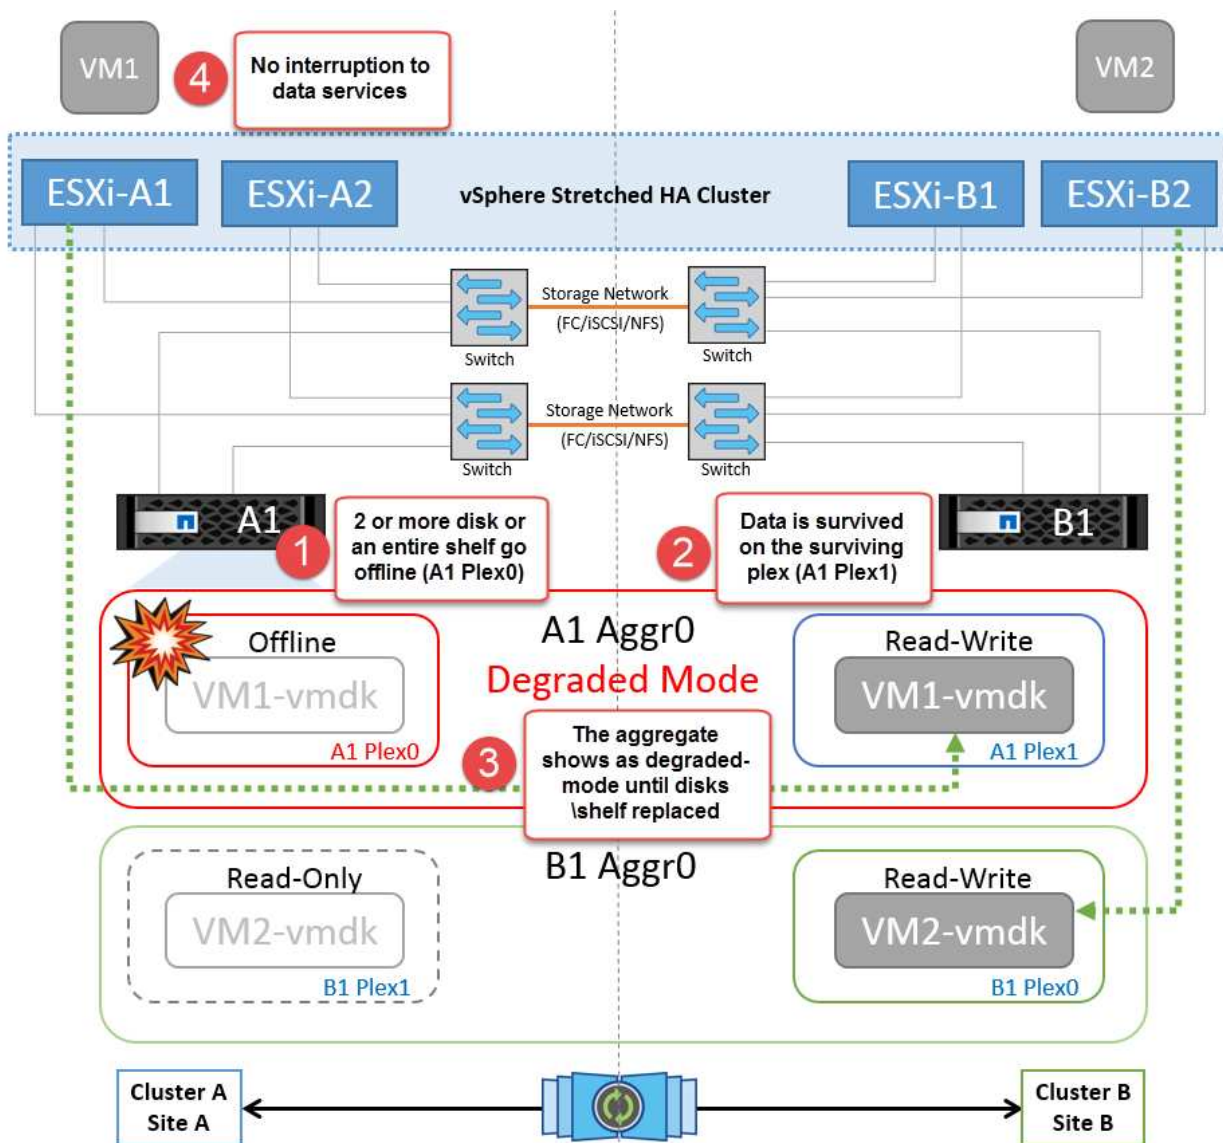 VM1
4
No interruption to
data services
VM2
ESXi-A1
ESXi-A2
vSphere Stretched HA Cluster
ESXi-B1
ESXi-B2
Storage Network
(FC/iSCSI/NFS)
Switch
Switch
Storage Network
(FC/iSCSI/NFS)
Switch
Switch
A1
1
2 or more disk or
an entire shelf go
offline (A1 Plex0)
2
Data is survived
on the surviving
plex (A1 Plex1)
B1
A1 Aggr0
Degraded Mode
Offline
VM1-vmdk
A1 Plex0
Read-Write
VM1-vmdk
A1 Plex1
3
The aggregate
shows as degraded-
mode until disks
\shelf replaced
B1 Aggr0
Read-Only
VM2-vmdk
B1 Plex1
Read-Write
VM2-vmdk
B1 Plex0
Cluster A
Site A
Cluster B
Site B